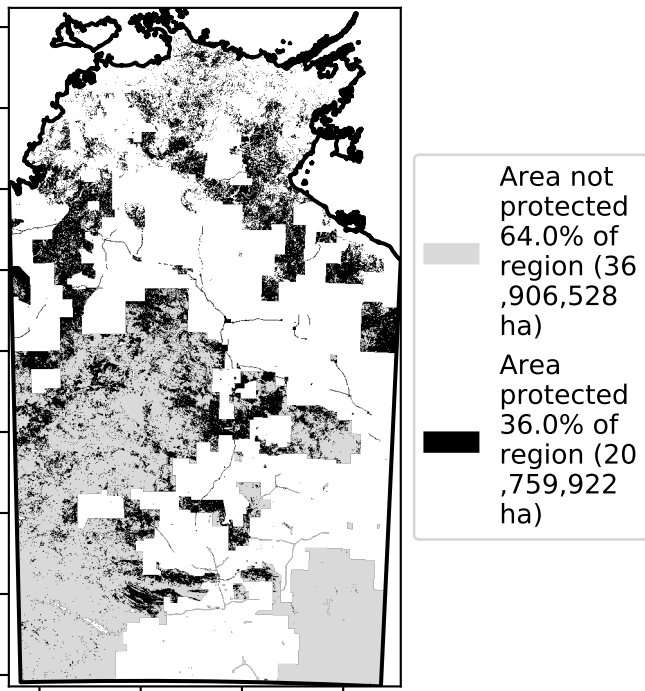 Area not
protected
64.0% of
region (36
,906,528
ha)
Area
protected
36.0% of
region (20
,759,922
ha)